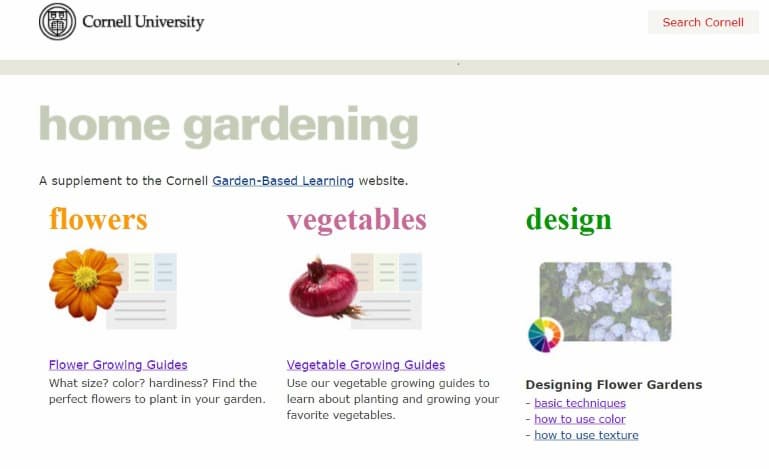 Cornell University
Search Cornell
home gardening
A supplement to the Cornell Garden-Based Learning website.
flowers
vegetables
design
Flower Growing Guides
What size? color? hardiness? Find the
perfect flowers to plant in your garden.
Vegetable Growing Guides
Use our vegetable growing guides to
learn about planting and growing your
favorite vegetables.
Designing Flower Gardens
- basic techniques
- how to use color
- how to use texture